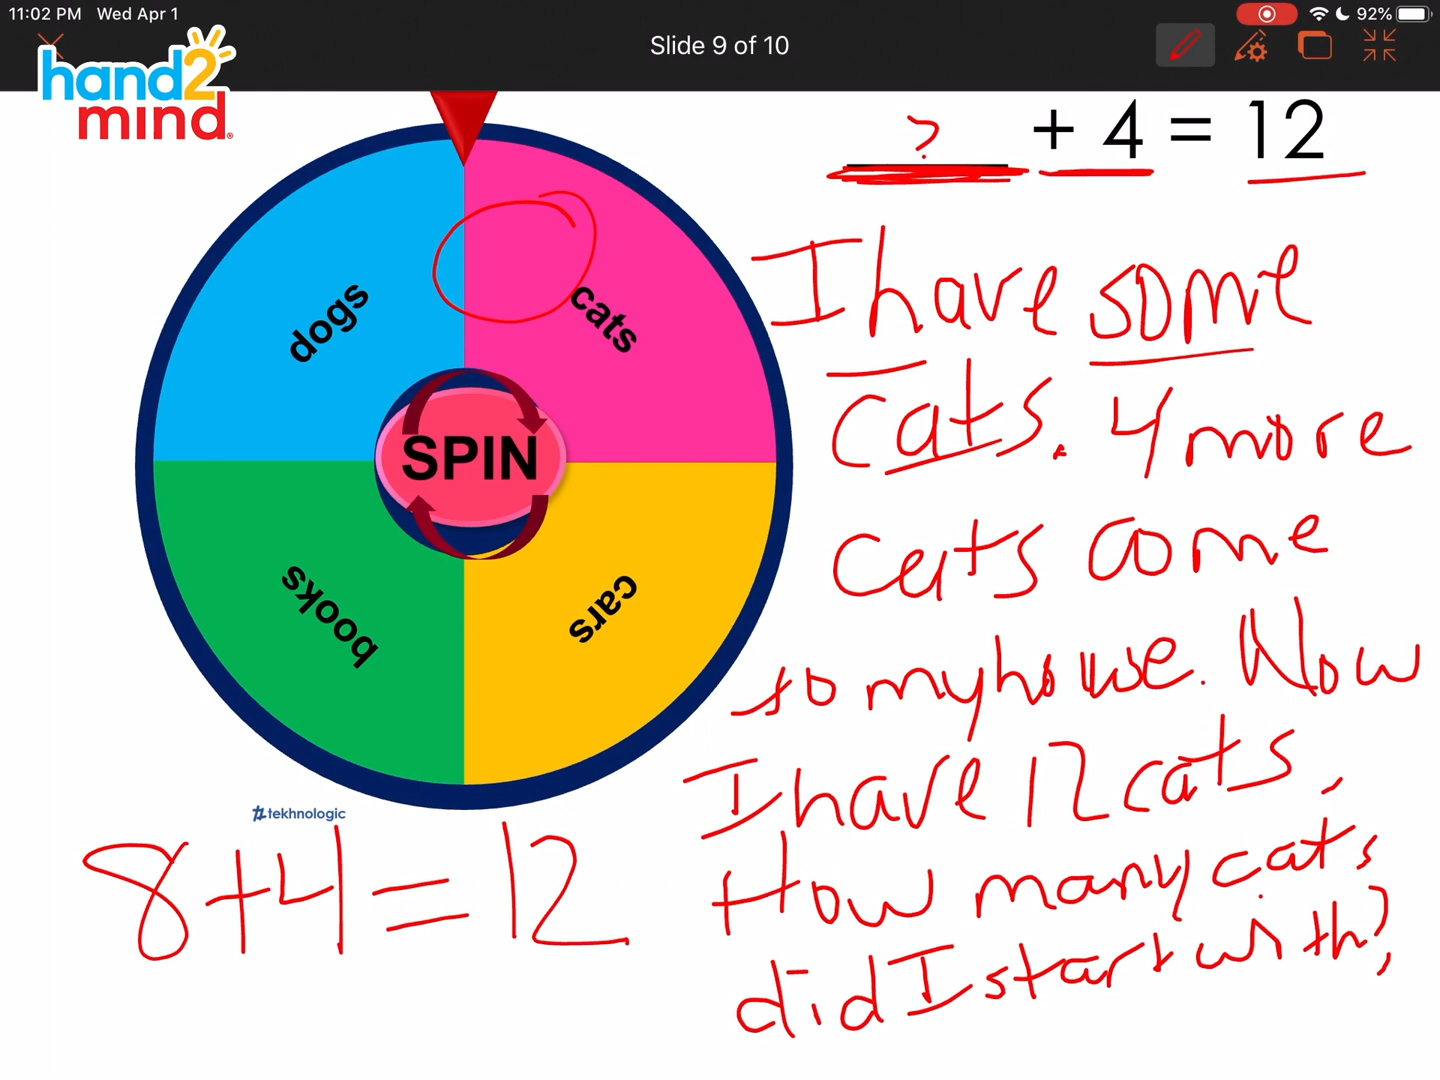 11:02 PM Wed Apr 1
92%
Slide 9 of 10
hand2
mind
? + 4 = 12
dogs
cats
SPIN
books
cars
tekhnologic
I have some
cats. 4 more
cats come
to my house. Now
I have 12 cats.
How many cats
did I start with?
8+4=12